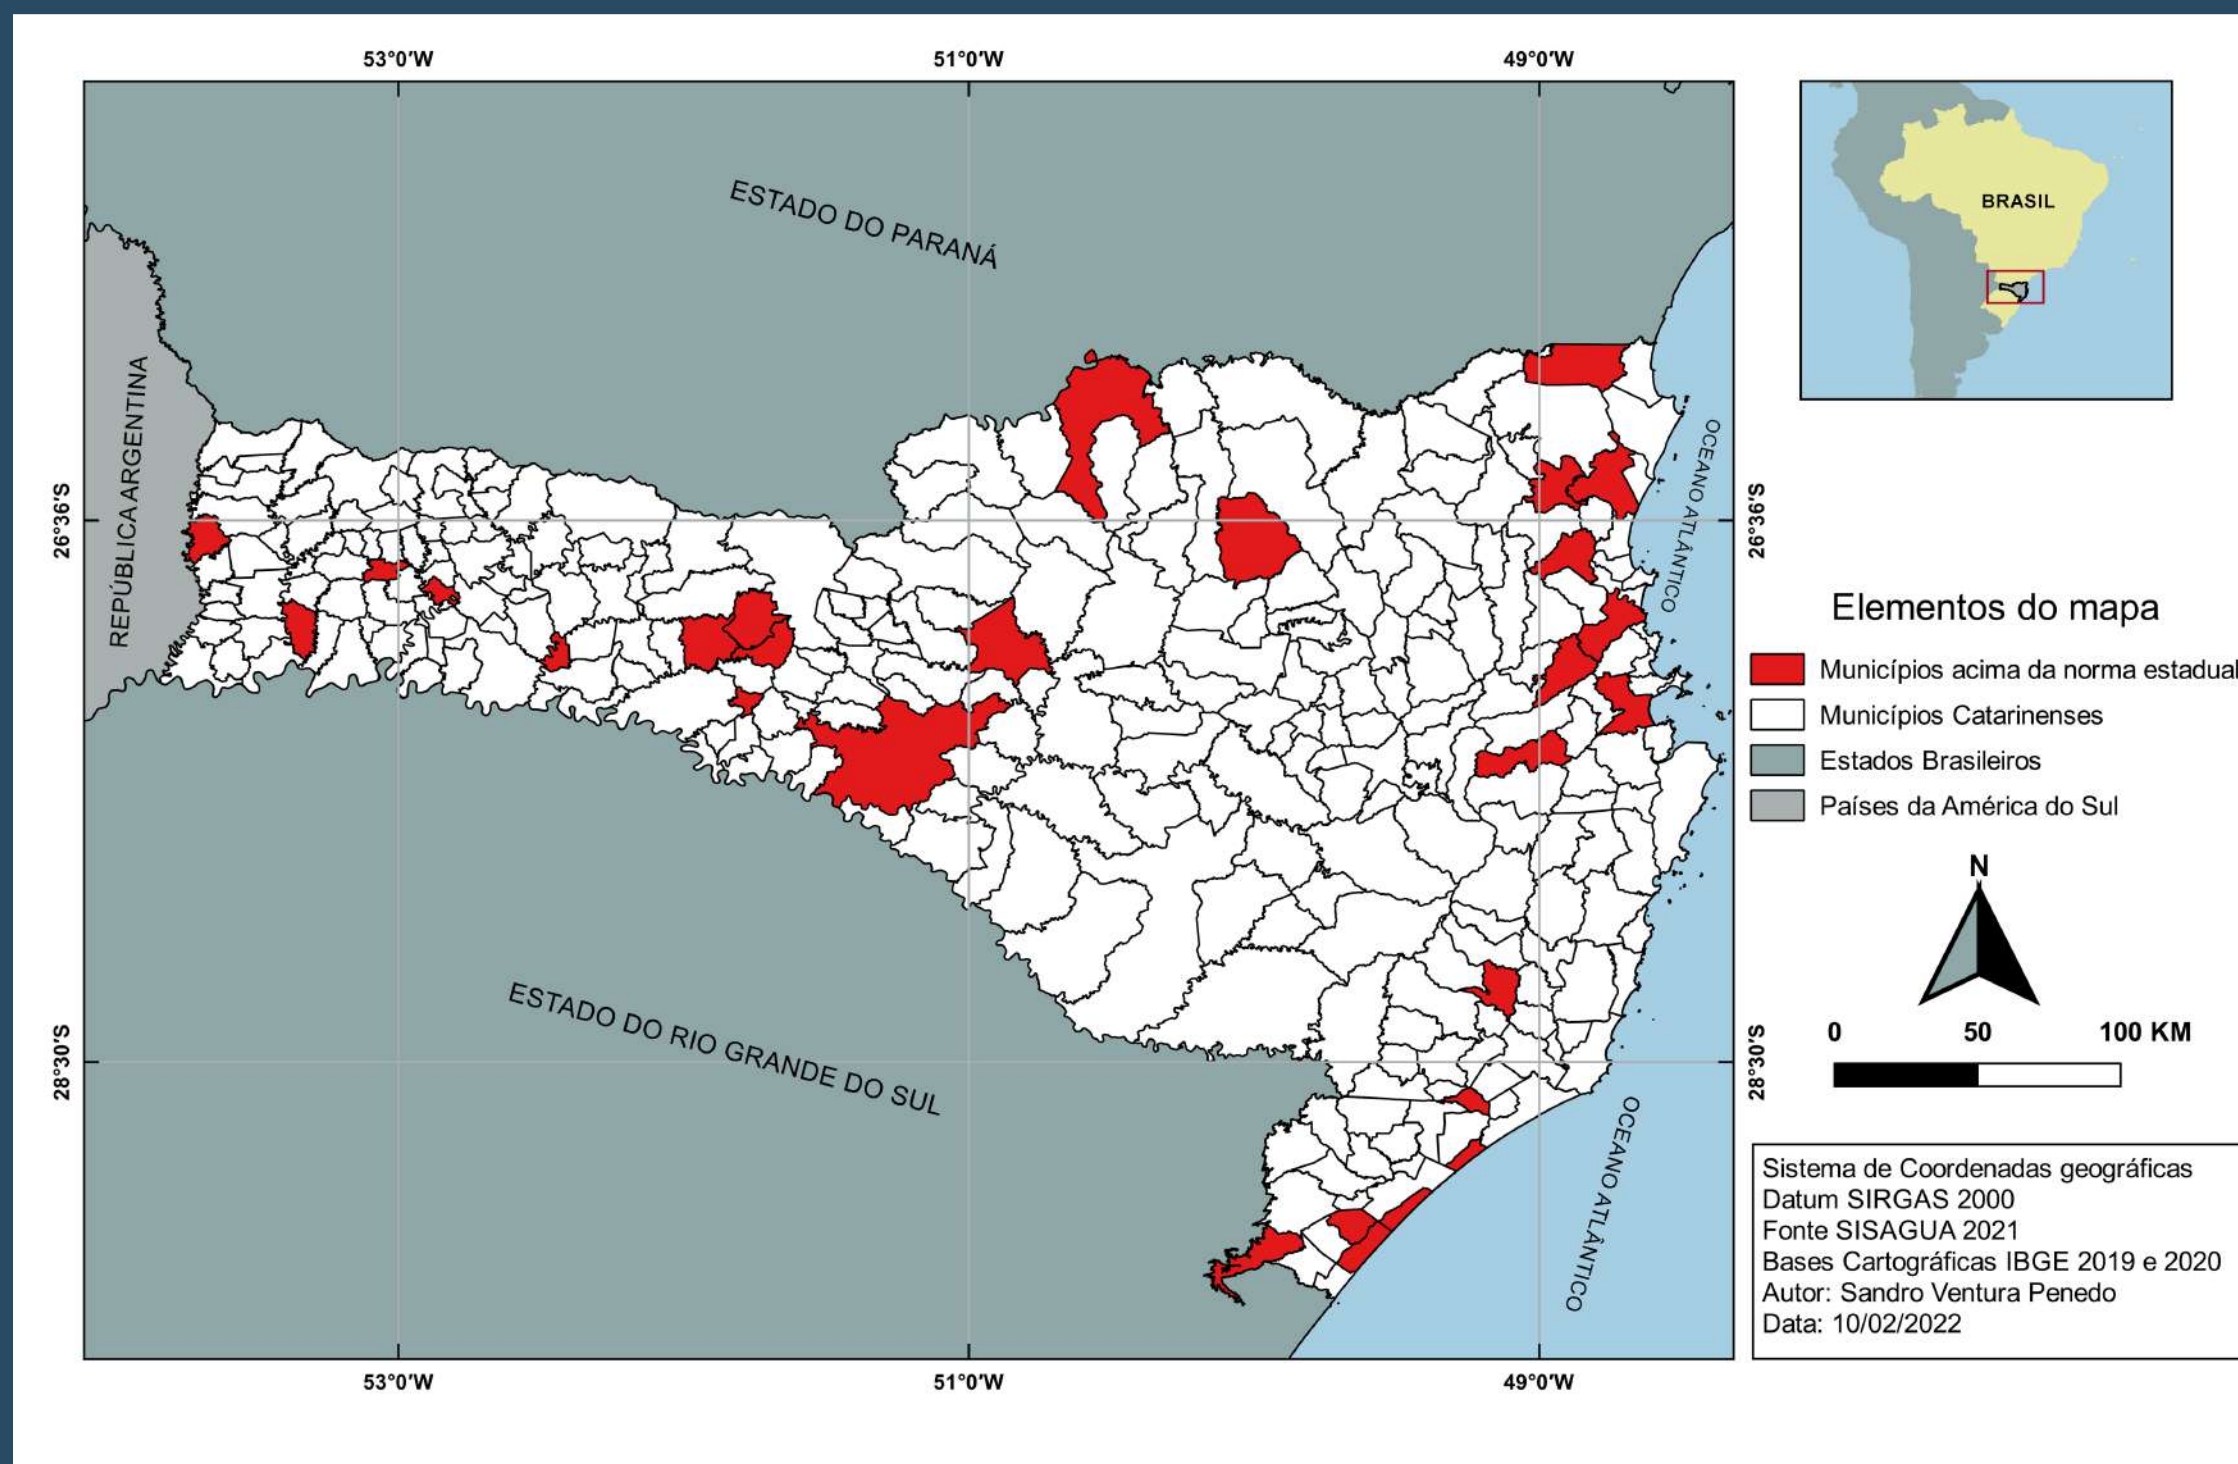 53°0'W
51°0'W
49°0'W
ESTADO DO PARANÁ
BRASIL
REPÚBLICA ARGENTINA
26°36'S
26°36'S
OCEANO ATLÂNTICO
Elementos do mapa
Municípios acima da norma estadual
Municípios Catarinenses
Estados Brasileiros
Países da América do Sul
N
0 50 100 KM
28°30'S
28°30'S
ESTADO DO RIO GRANDE DO SUL
OCEANO ATLÂNTICO
Sistema de Coordenadas geográficas
Datum SIRGAS 2000
Fonte SISAGUA 2021
Bases Cartográficas IBGE 2019 e 2020
Autor: Sandro Ventura Penedo
Data: 10/02/2022
53°0'W
51°0'W
49°0'W